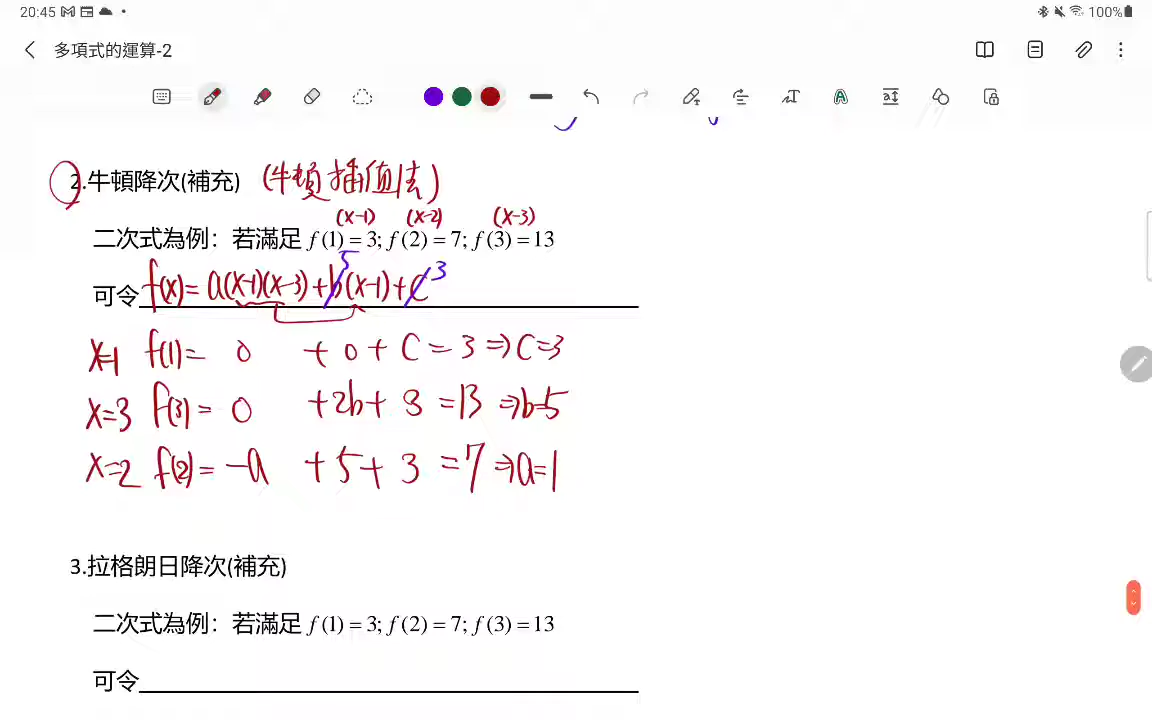 20:45
100%
多項式的運算-2
2.牛頓降次(補充) (牛頓插值法)
(x-1) (x-2) (x-3)
二次式為例：若滿足 f(1)=3; f(2)=7; f(3)=13
5 3
可令 f(x)=a(x-1)(x-3)+b(x-1)+c
x=1 f(1)= 0 +0+C=3⇒C=3
x=3 f(3)= 0 +2b+3=13⇒b=5
x=2 f(2)= -a +5+3=7⇒a=1
3.拉格朗日降次(補充)
二次式為例：若滿足 f(1)=3; f(2)=7; f(3)=13
可令